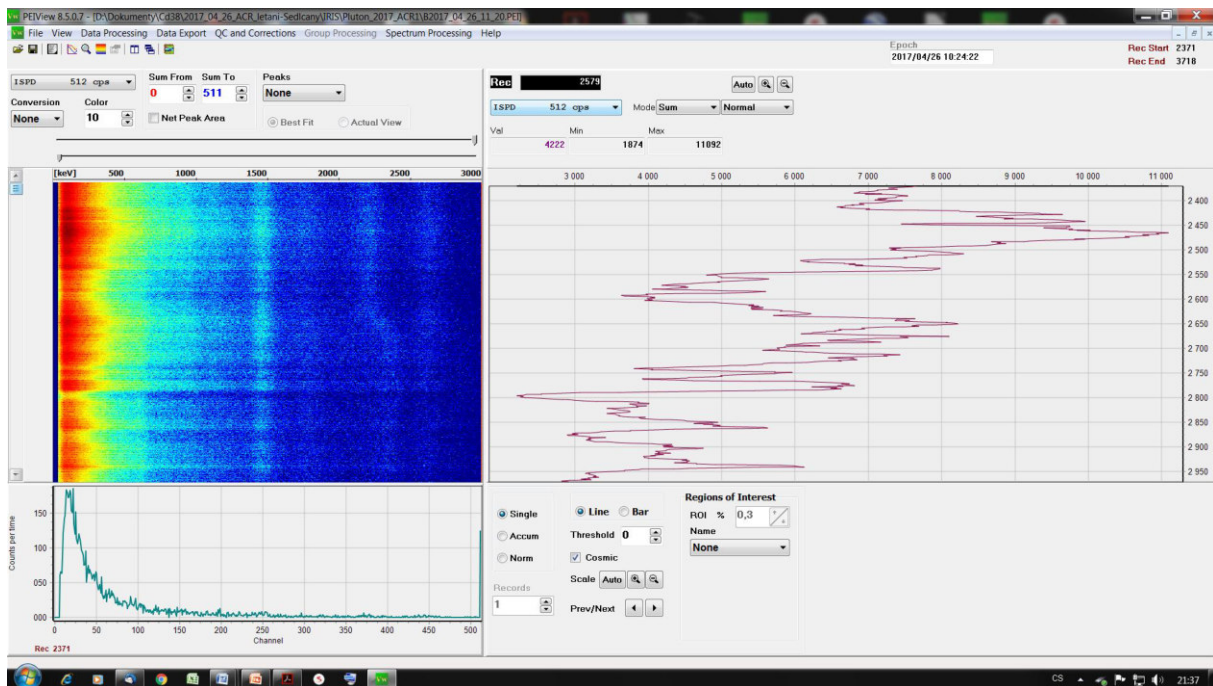 PEIView 8.5.0.7 - [D:\Dokumenty\Cd38\2017_04_26_ACR_letani-Sedlcany\IRIS\Pluton_2017_ACR1\B2017_04_26_11_20.PEI]
File View Data Processing Data Export QC and Corrections Group Processing Spectrum Processing Help
Epoch
2017/04/26 10:24:22
Rec Start 2371
Rec End 3718
ISPD 512 cps
Sum From Sum To
0 511
Peaks
None
Conversion Color
None 10
Net Peak Area
Best Fit Actual View
Rec 2579
Auto
ISPD 512 cps Mode Sum Normal
Val Min Max
4222 1874 11092
[keV] 500 1000 1500 2000 2500 3000
3 000 4 000 5 000 6 000 7 000 8 000 9 000 10 000 11 000
2 400
2 450
2 500
2 550
2 600
2 650
2 700
2 750
2 800
2 850
2 900
2 950
Counts per time
150
100
050
000
0 50 100 150 200 250 300 350 400 450 500
Channel
Rec 2371
Single
Accum
Norm
Records
1
Line Bar
Threshold 0
Cosmic
Scale Auto
Prev/Next
Regions of Interest
ROI % 0,3
Name
None
CS 21:37